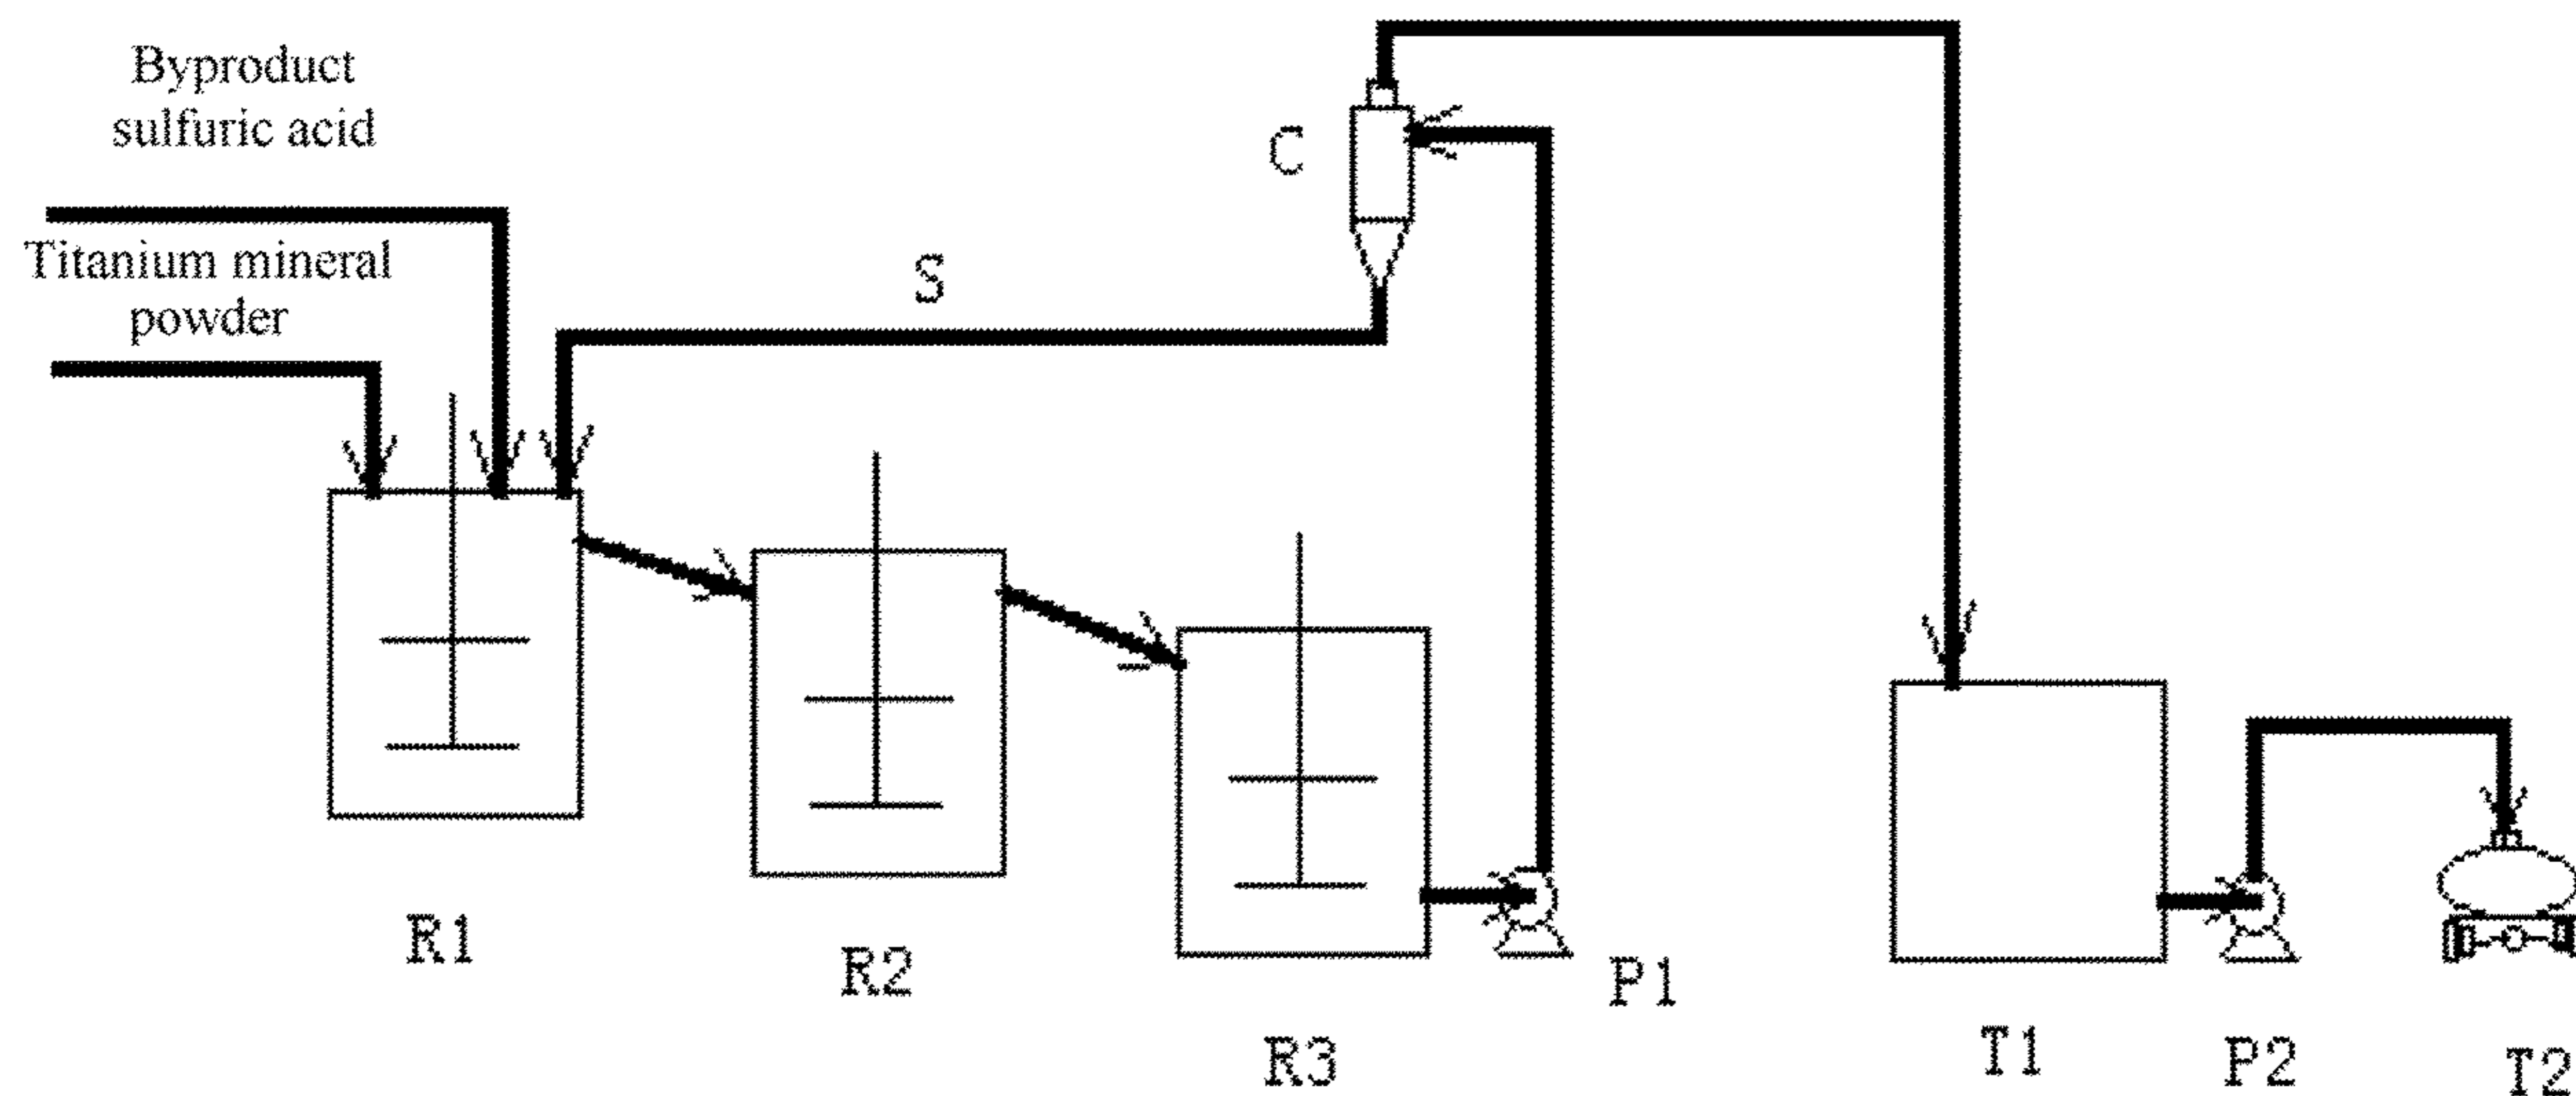 Byproduct
sulfuric acid
Titanium mineral
powder
C
S
R1
R2
R3
P1
T1
P2
T2